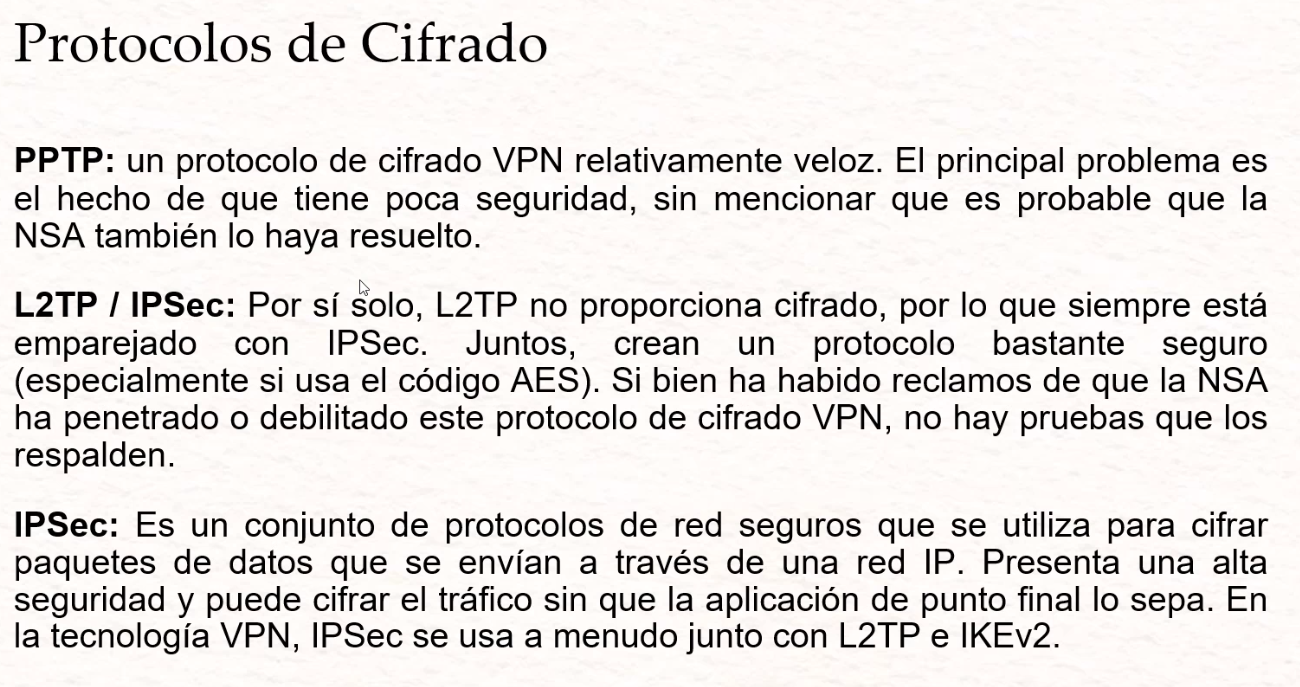 Protocolos de Cifrado
PPTP: un protocolo de cifrado VPN relativamente veloz. El principal problema es
el hecho de que tiene poca seguridad, sin mencionar que es probable que la
NSA también lo haya resuelto.
L2TP / IPSec: Por sí solo, L2TP no proporciona cifrado, por lo que siempre está
emparejado con IPSec. Juntos, crean un protocolo bastante seguro
(especialmente si usa el código AES). Si bien ha habido reclamos de que la NSA
ha penetrado o debilitado este protocolo de cifrado VPN, no hay pruebas que los
respalden.
IPSec: Es un conjunto de protocolos de red seguros que se utiliza para cifrar
paquetes de datos que se envían a través de una red IP. Presenta una alta
seguridad y puede cifrar el tráfico sin que la aplicación de punto final lo sepa. En
la tecnología VPN, IPSec se usa a menudo junto con L2TP e IKEv2.